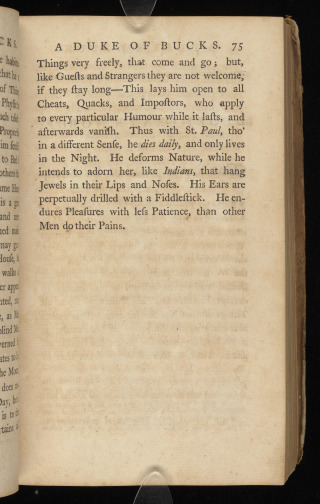 A DUKE OF BUCKS. 75
Things very freely, that come and go; but,
like Gueſts and Strangers they are not welcome,
if they ſtay long—This lays him open to all
Cheats, Quacks, and Impoſtors, who apply
to every particular Humour while it laſts, and
afterwards vaniſh. Thus with St. Paul, tho'
in a different Senſe, he dies daily, and only lives
in the Night. He deforms Nature, while he
intends to adorn her, like Indians, that hang
Jewels in their Lips and Noſes. His Ears are
perpetually drilled with a Fiddleſtick. He en-
dures Pleaſures with leſs Patience, than other
Men do their Pains.